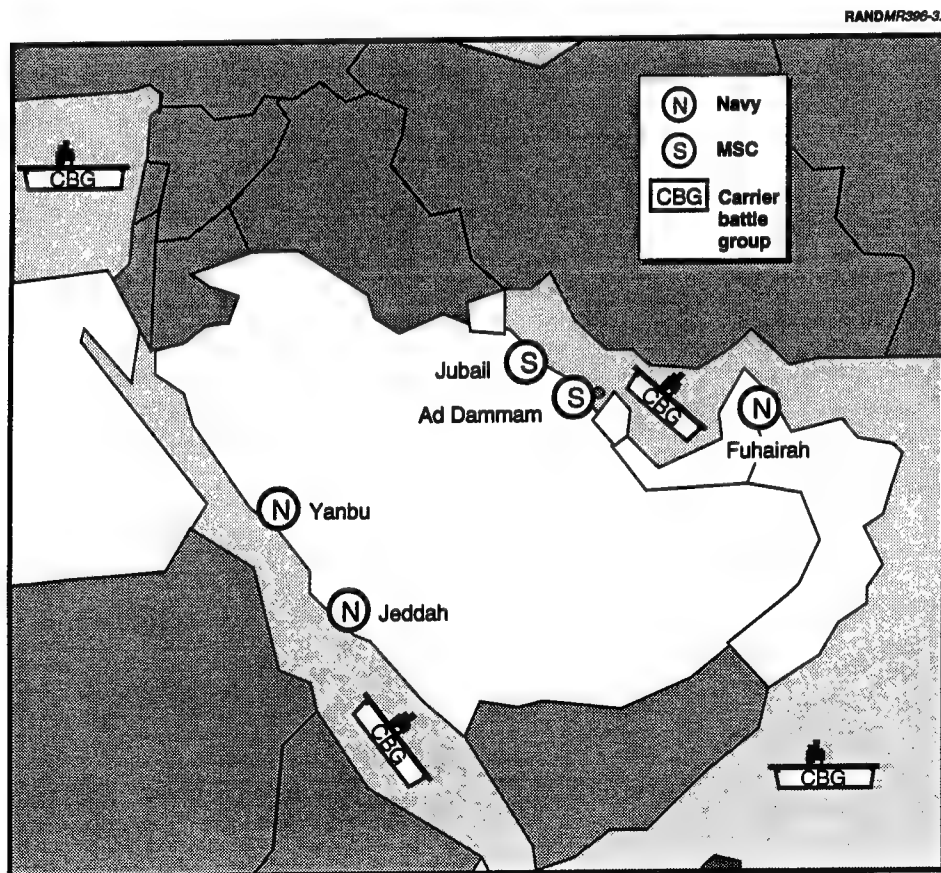 RANDMR396-3.
N Navy
S MSC
CBG Carrier
battle
group
CBG
Jubail S
Ad Dammam S
CBG
N
Fuhairah
N Yanbu
N Jeddah
CBG
CBG